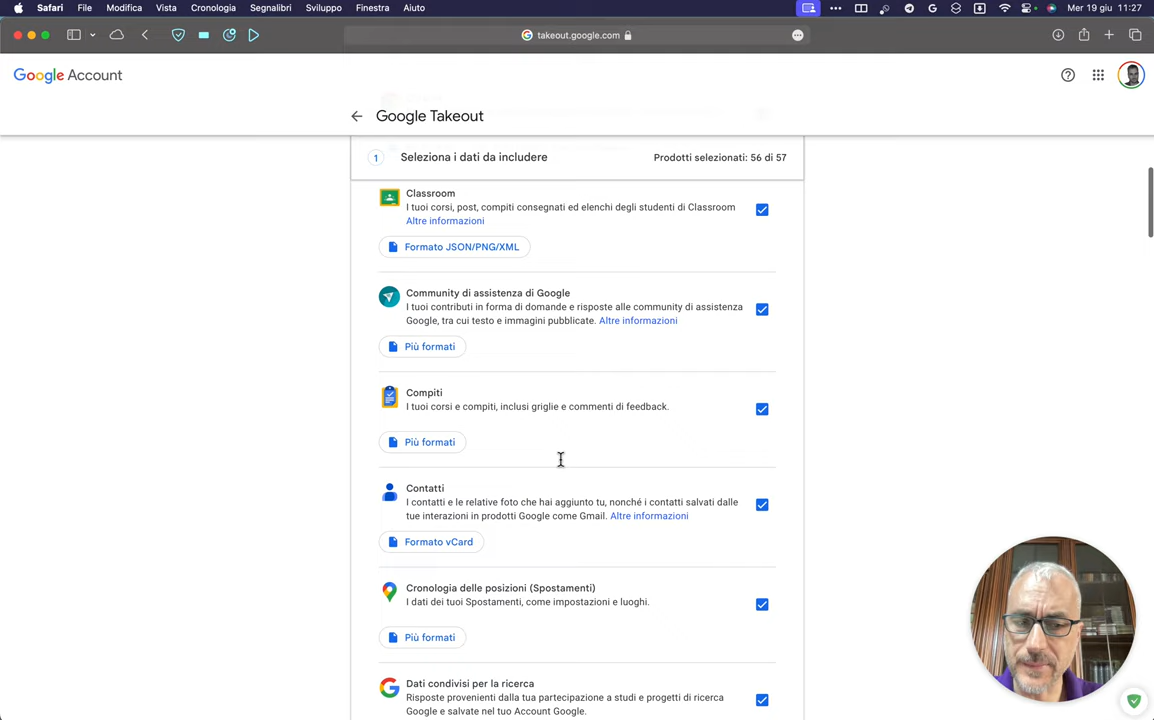 Safari File Modifica Vista Cronologia Segnalibri Sviluppo Finestra Aiuto Mer 19 giu 11:27
takeout.google.com
Google Account
Google Takeout
1 Seleziona i dati da includere Prodotti selezionati: 56 di 57
Classroom
I tuoi corsi, post, compiti consegnati ed elenchi degli studenti di Classroom
Altre informazioni
Formato JSON/PNG/XML
Community di assistenza di Google
I tuoi contributi in forma di domande e risposte alle community di assistenza
Google, tra cui testo e immagini pubblicate. Altre informazioni
Più formati
Compiti
I tuoi corsi e compiti, inclusi griglie e commenti di feedback.
Più formati
Contatti
I contatti e le relative foto che hai aggiunto tu, nonché i contatti salvati dalle
tue interazioni in prodotti Google come Gmail. Altre informazioni
Formato vCard
Cronologia delle posizioni (Spostamenti)
I dati dei tuoi Spostamenti, come impostazioni e luoghi.
Più formati
Dati condivisi per la ricerca
Risposte provenienti dalla tua partecipazione a studi e progetti di ricerca
Google e salvate nel tuo Account Google.